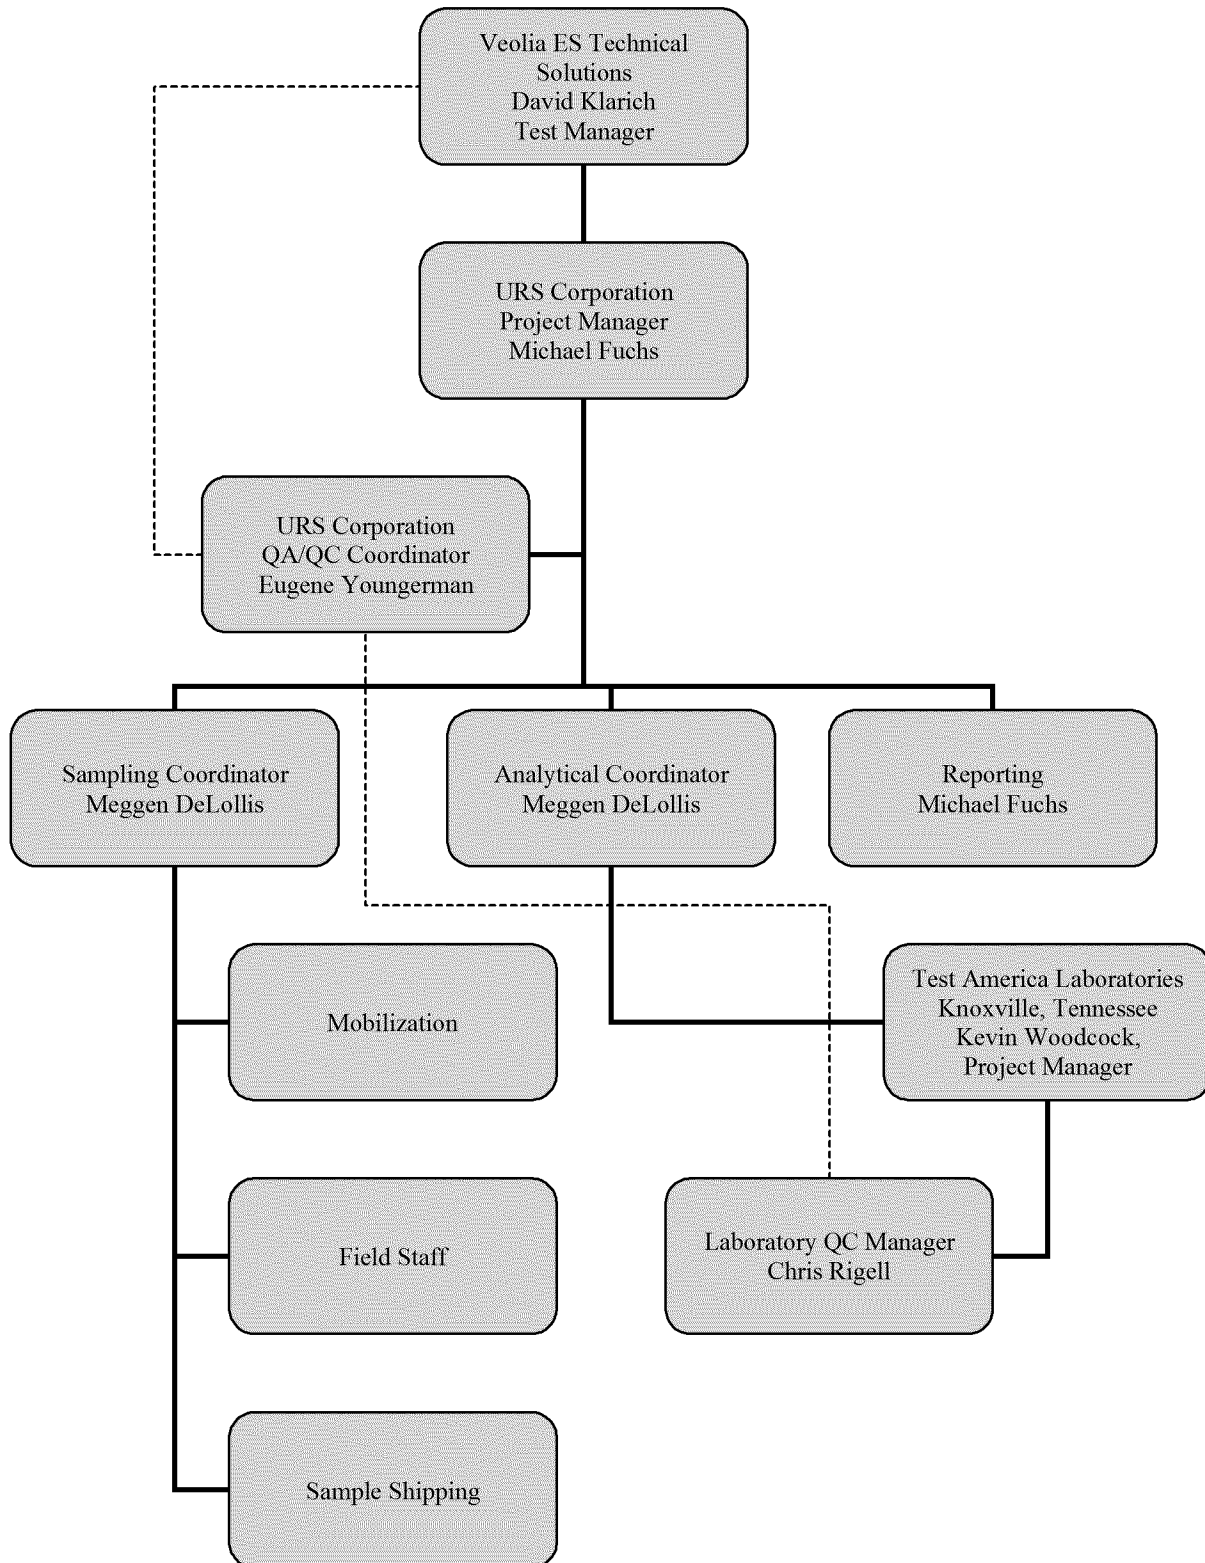 Veolia ES Technical
Solutions
David Klarich
Test Manager
URS Corporation
Project Manager
Michael Fuchs
URS Corporation
QA/QC Coordinator
Eugene Youngerman
Sampling Coordinator
Meggen DeLollis
Analytical Coordinator
Meggen DeLollis
Reporting
Michael Fuchs
Mobilization
Test America Laboratories
Knoxville, Tennessee
Kevin Woodcock,
Project Manager
Field Staff
Laboratory QC Manager
Chris Rigell
Sample Shipping